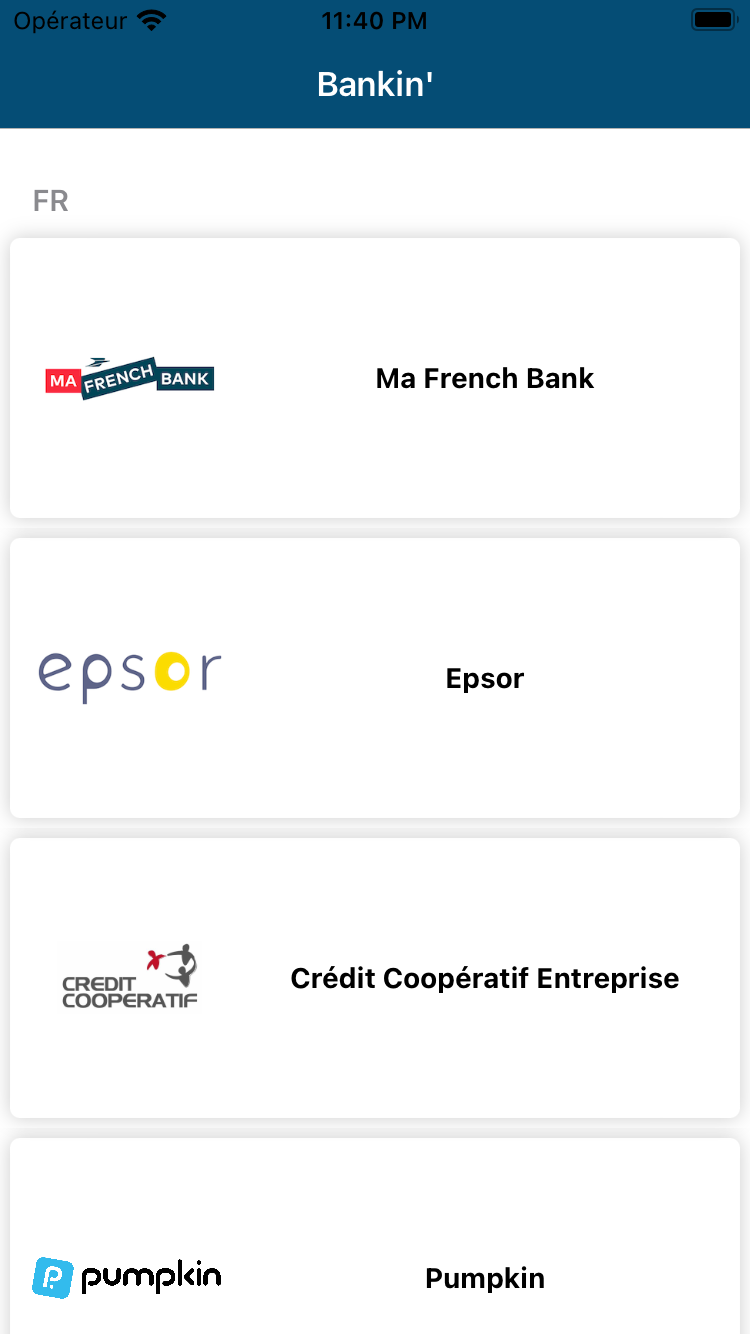 Opérateur 11:40 PM
Bankin'
FR
MA FRENCH BANK
Ma French Bank
epsor
Epsor
CREDIT
COOPERATIF
Crédit Coopératif Entreprise
pumpkin
Pumpkin